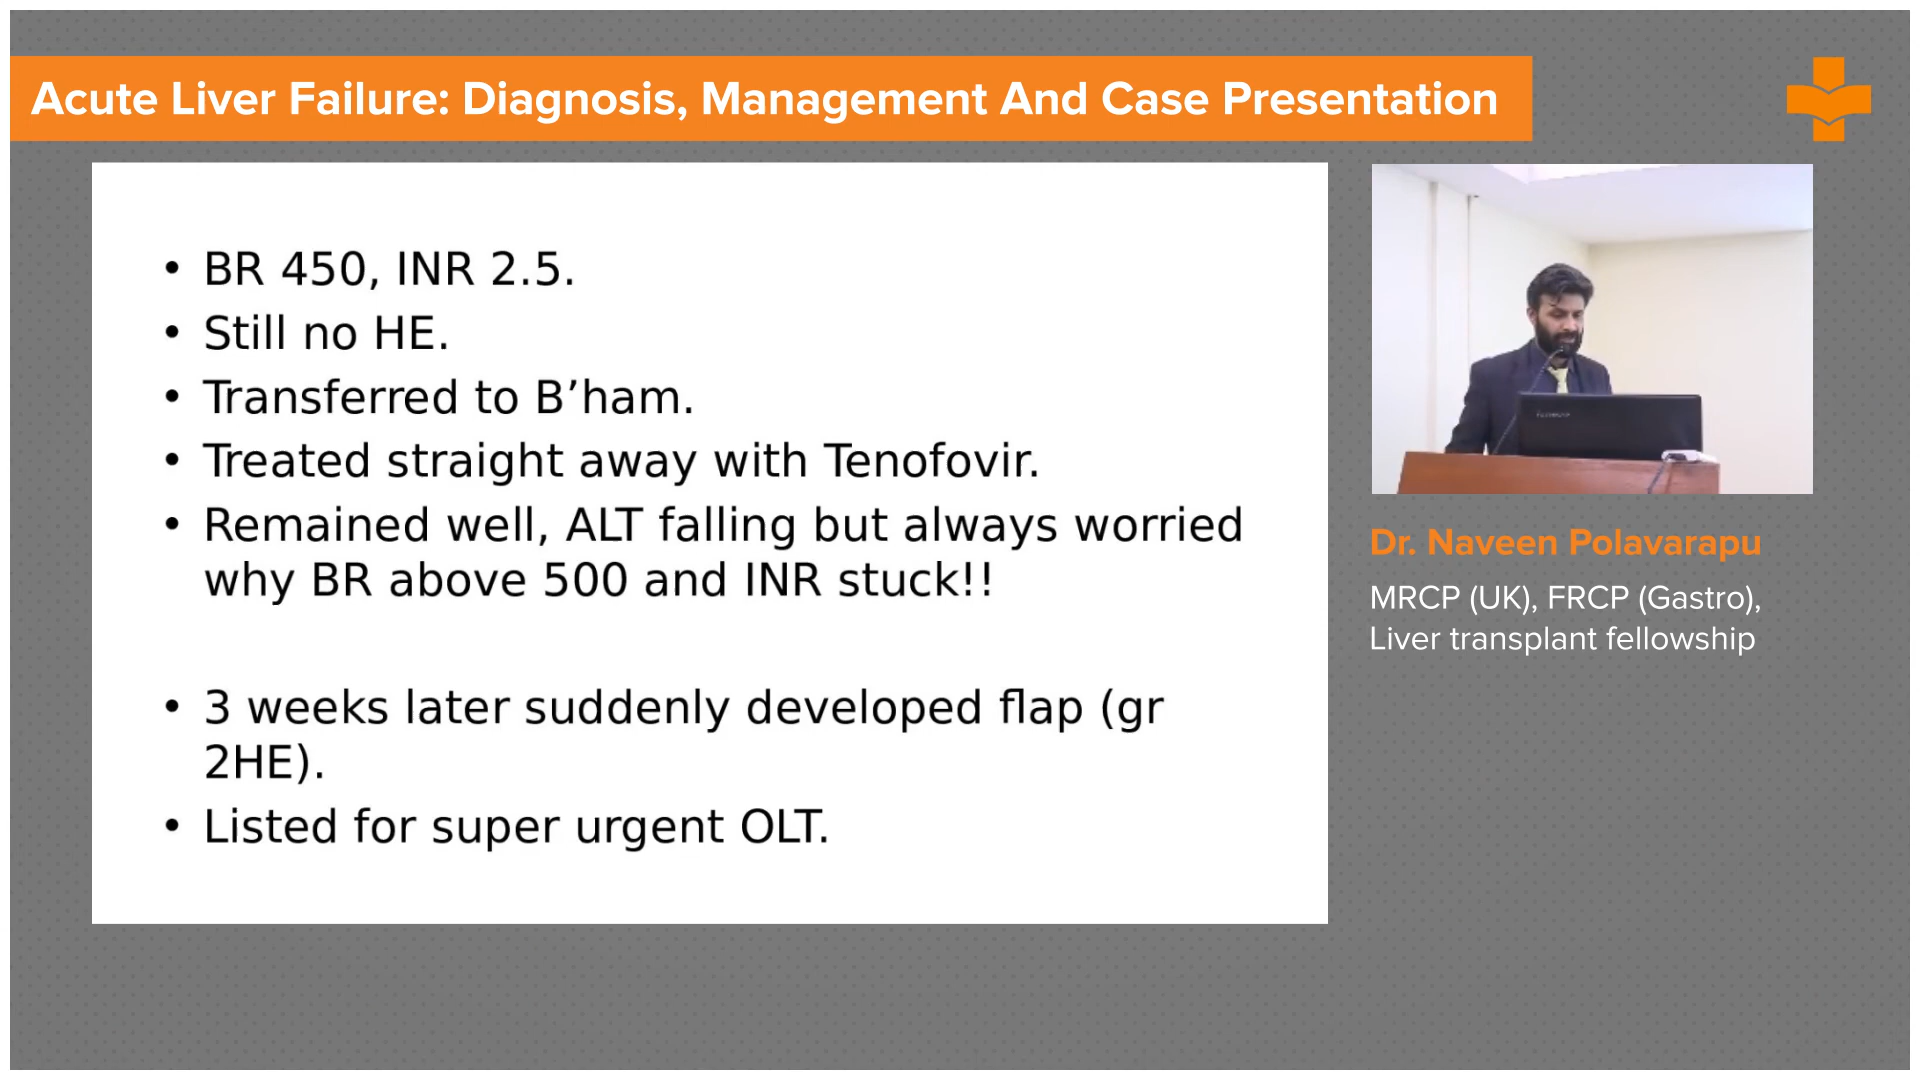 Acute Liver Failure: Diagnosis, Management And Case Presentation
• BR 450, INR 2.5.
• Still no HE.
• Transferred to B’ham.
• Treated straight away with Tenofovir.
• Remained well, ALT falling but always worried
why BR above 500 and INR stuck!!
• 3 weeks later suddenly developed flap (gr
2HE).
• Listed for super urgent OLT.
Dr. Naveen Polavarapu
MRCP (UK), FRCP (Gastro),
Liver transplant fellowship